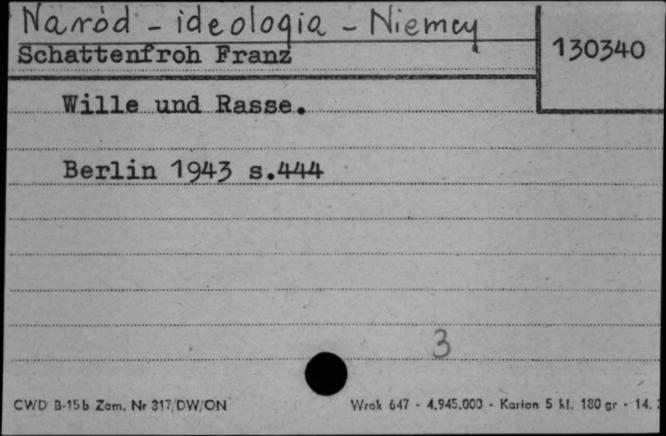 Naród - ideologia - Niemcy
Schattenfroh Franz
130340
Wille und Rasse.
Berlin 1943 s.444
3
CWD B-15b Zam. Nr 317/DW/ON
Wrak 647 - 4.945.000 - Karton 5 kl. 180 gr - 14.